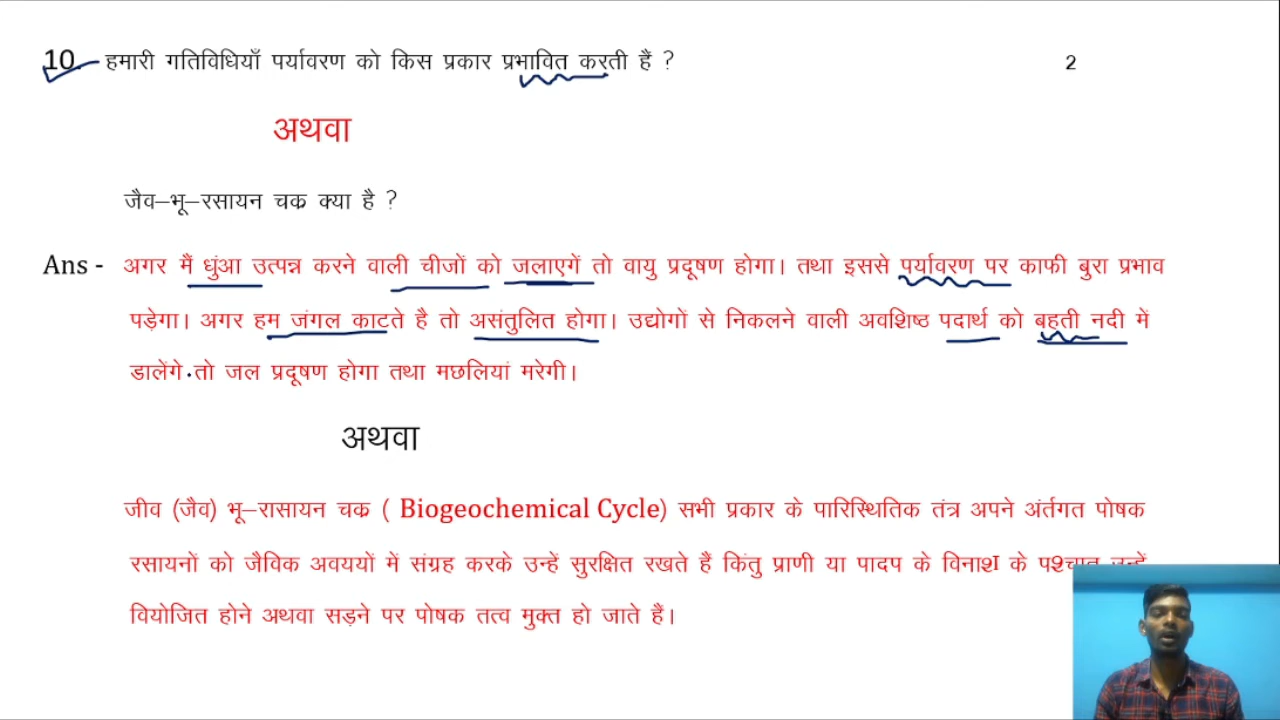 10. हमारी गतिविधियाँ पर्यावरण को किस प्रकार प्रभावित करती हैं ? 2
अथवा
जैव–भू–रसायन चक्र क्या है ?
Ans - अगर मैं धुंआ उत्पन्न करने वाली चीजों को जलाएगें तो वायु प्रदूषण होगा। तथा इससे पर्यावरण पर काफी बुरा प्रभाव
पड़ेगा। अगर हम जंगल काटते है तो असंतुलित होगा। उद्योगों से निकलने वाली अवशिष्ठ पदार्थ को बहती नदी में
डालेंगे तो जल प्रदूषण होगा तथा मछलियां मरेगी।
अथवा
जीव (जैव) भू–रासायन चक्र ( Biogeochemical Cycle) सभी प्रकार के पारिस्थितिक तंत्र अपने अंर्तगत पोषक
रसायनों को जैविक अवययों में संग्रह करके उन्हें सुरक्षित रखते हैं किंतु प्राणी या पादप के विनाश के पश्चात उन्हें
वियोजित होने अथवा सड़ने पर पोषक तत्व मुक्त हो जाते हैं।